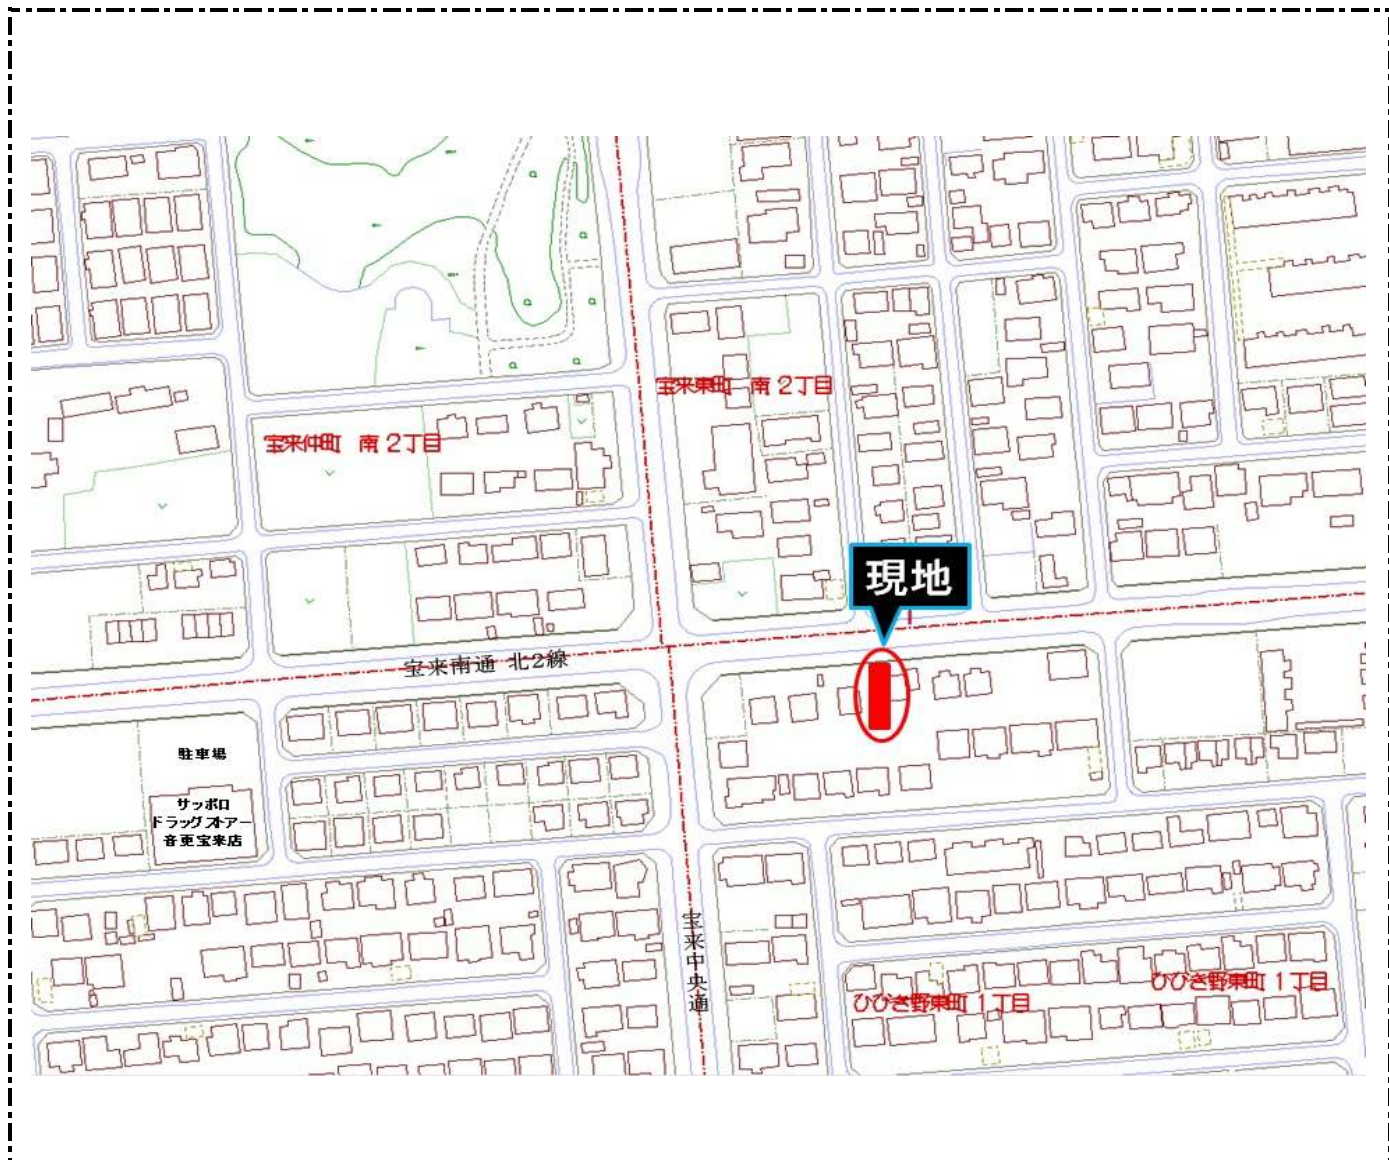 宝来東町 南2丁目
宝来仲町 南2丁目
現地
宝来南通 北2線
駐車場
サッポロ
ドラッグストアー
音更宝来店
宝来中央通
ひびき野東町 1丁目
ひびき野東町 1丁目